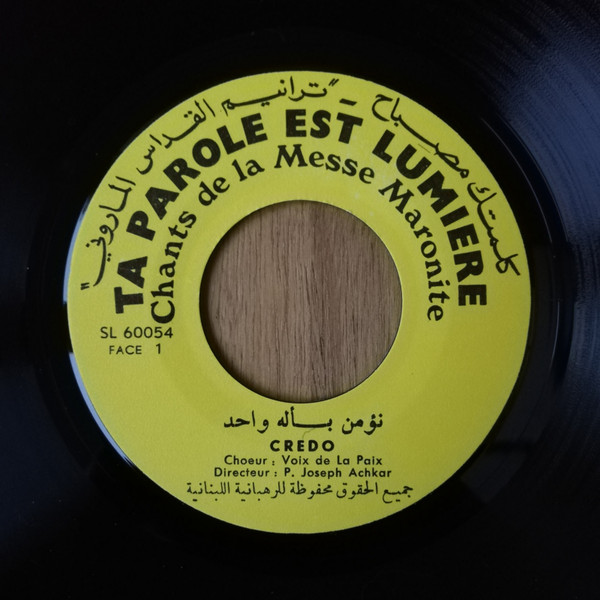 كلمتك مصباح – "ترانيم القداس الماروني"
TA PAROLE EST LUMIERE
Chants de la Messe Maronite
SL 60054
FACE 1
نؤمن بــأله واحد
CREDO
Choeur : Voix de La Paix
Directeur : P. Joseph Achkar
جميع الحقوق محفوظة للرهبانية اللبنانية